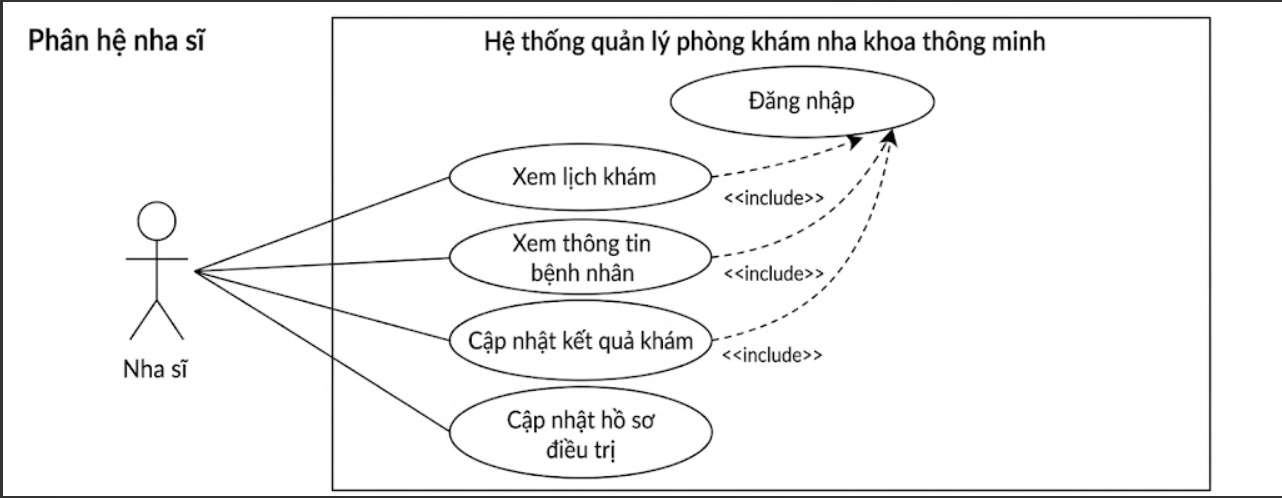 Phân hệ nha sĩ
Hệ thống quản lý phòng khám nha khoa thông minh
Đăng nhập
Xem lịch khám
<<include>>
Xem thông tin
bệnh nhân
<<include>>
Cập nhật kết quả khám
<<include>>
Nha sĩ
Cập nhật hồ sơ
điều trị